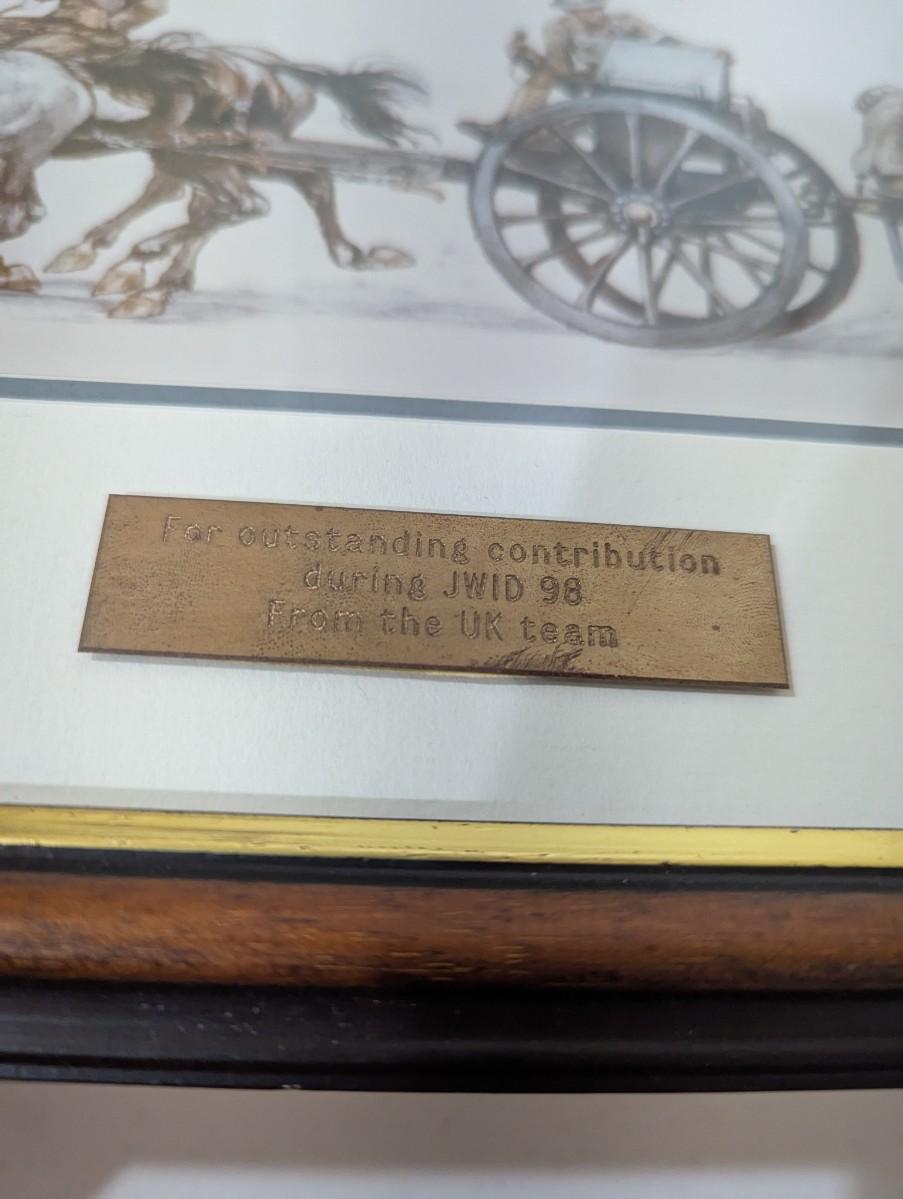 For outstanding contribution
during JWID 98
From the UK team